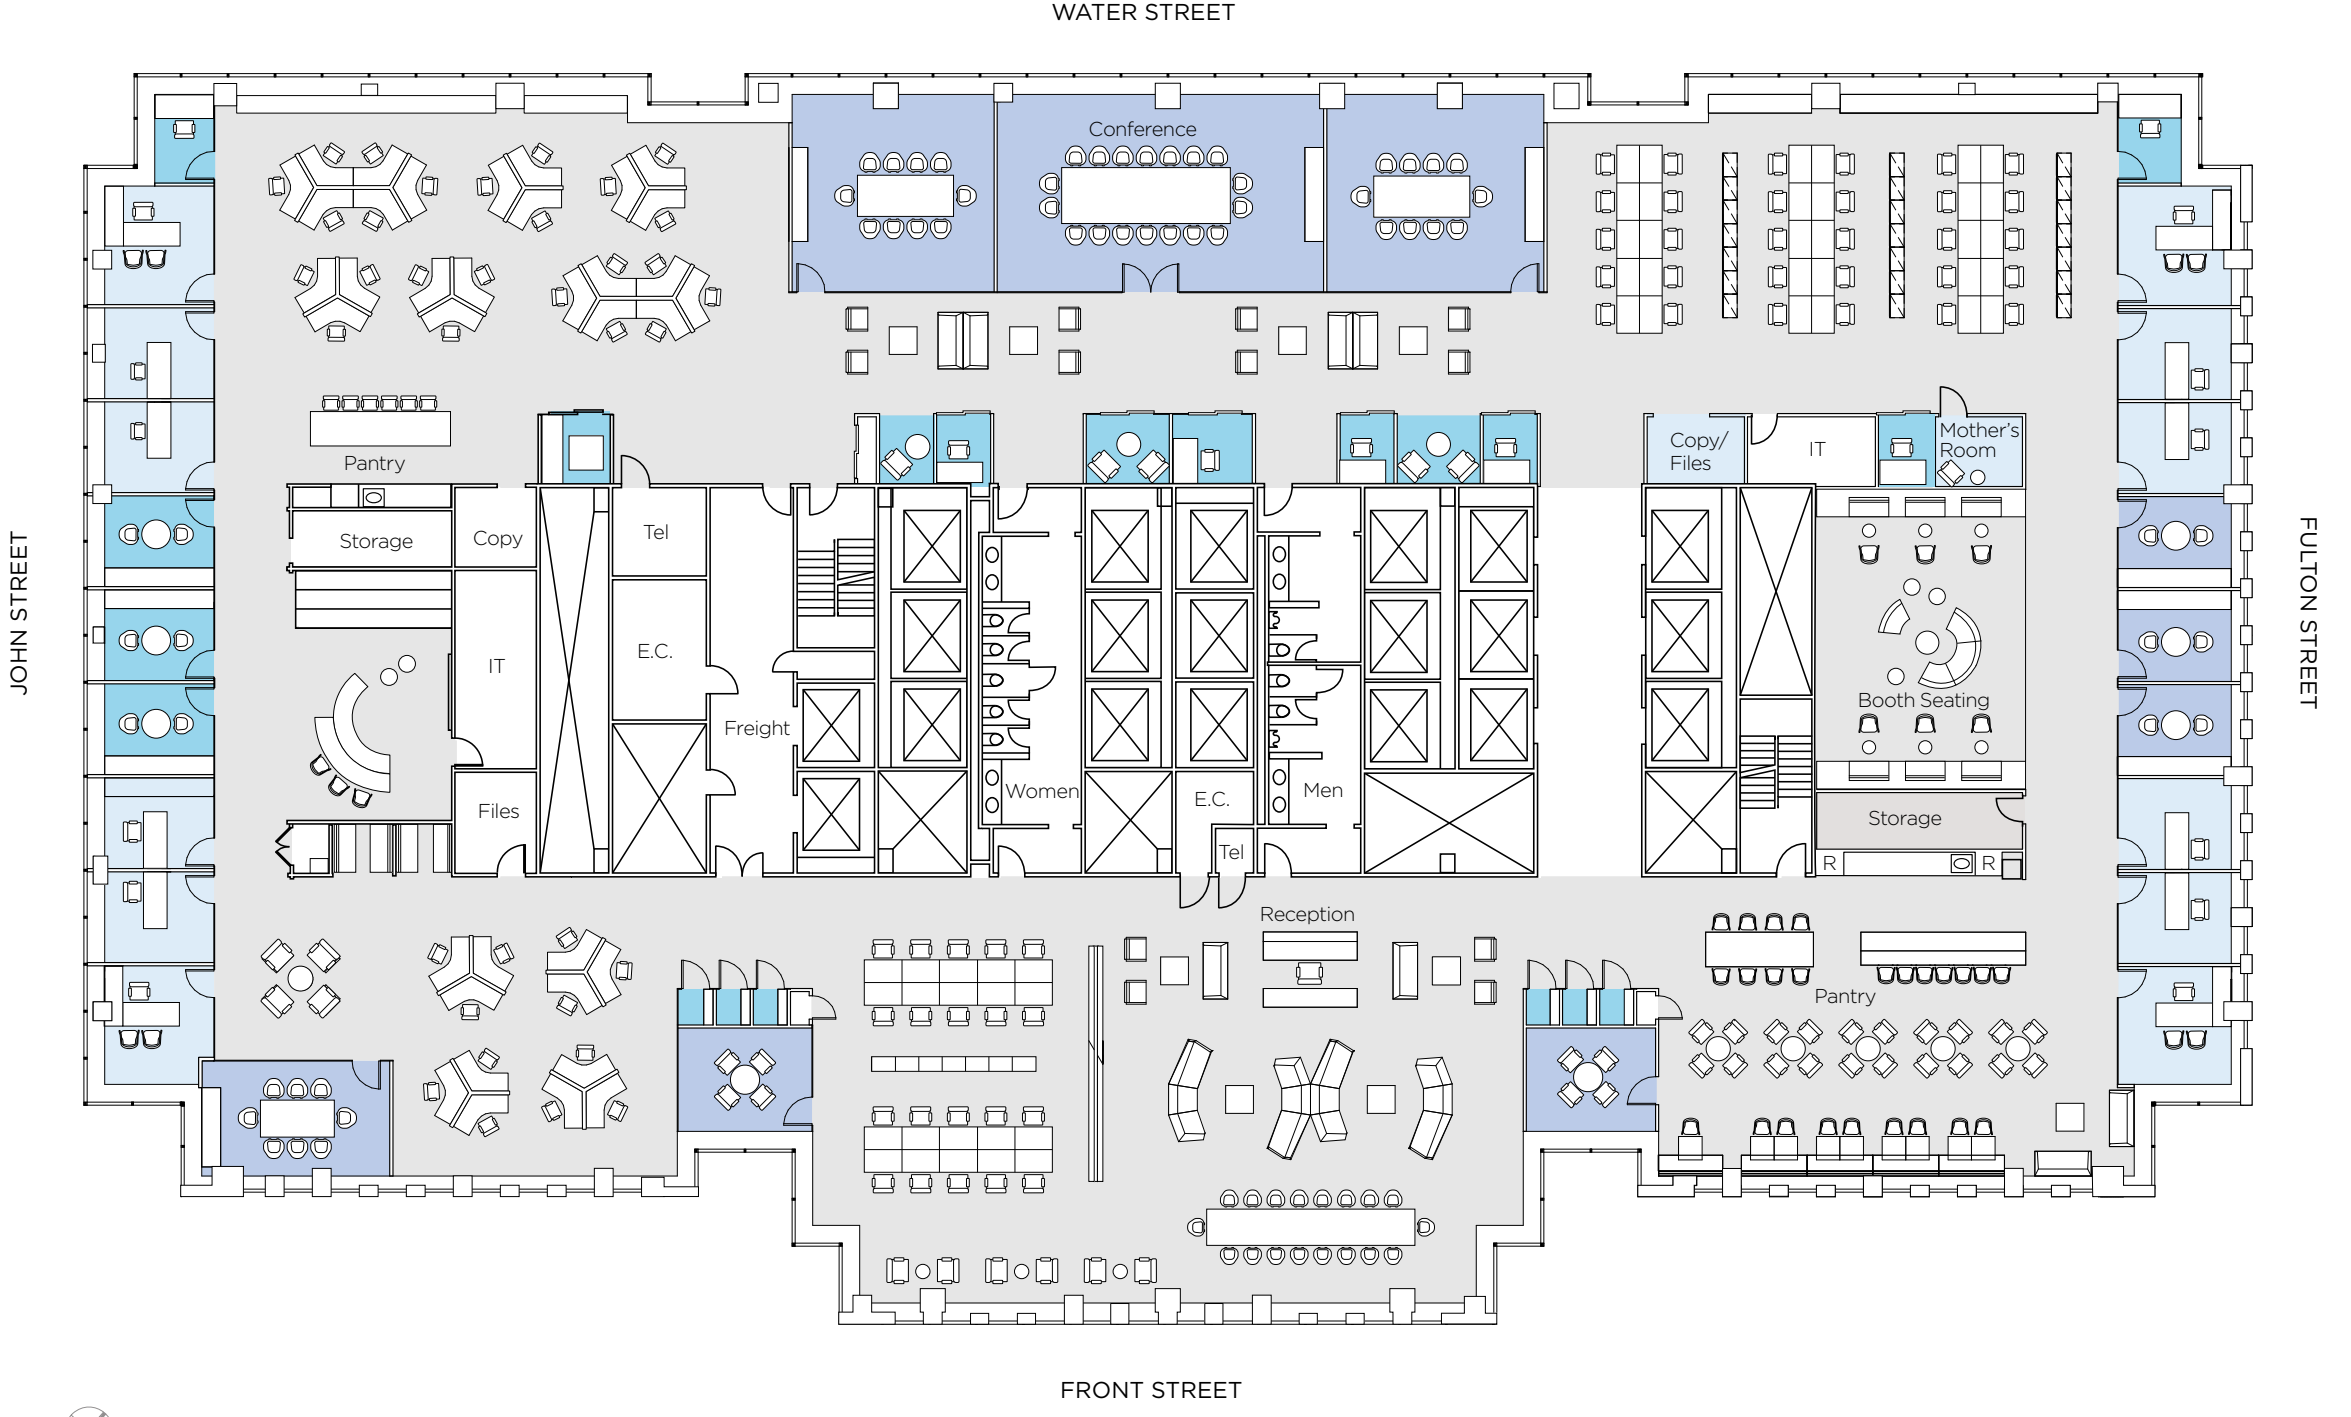 WATER STREET
Conference
Pantry
Copy/
Files
IT
Mother's
Room
JOHN STREET
FULTON STREET
Storage
Copy
Tel
IT
E.C.
Freight
Booth Seating
Files
Women
E.C.
Men
Storage
Tel
R
R
Reception
Pantry
FRONT STREET